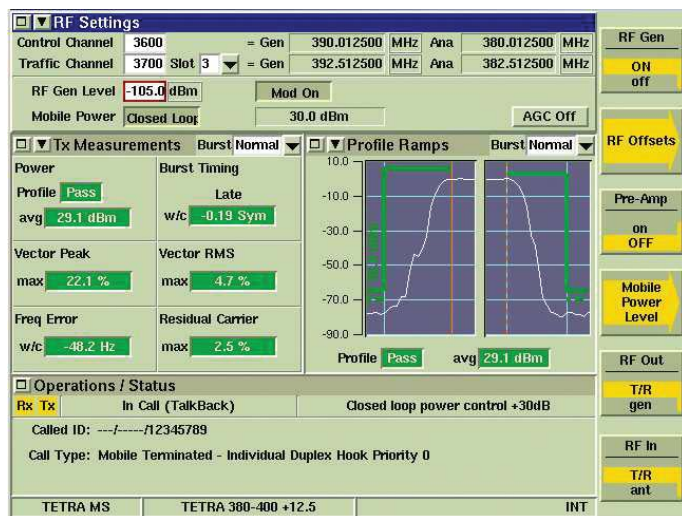 RF Settings
Control Channel 3600 = Gen 390.012500 MHz Ana 380.012500 MHz
Traffic Channel 3700 Slot 3 = Gen 392.512500 MHz Ana 382.512500 MHz
RF Gen Level -105.0 dBm Mod On
Mobile Power Closed Loop 30.0 dBm AGC Off
Tx Measurements Burst Normal
Power
Profile Pass
avg 29.1 dBm
Burst Timing
Late
w/c -0.19 Sym
Vector Peak
max 22.1 %
Vector RMS
max 4.7 %
Freq Error
w/c -48.2 Hz
Residual Carrier
max 2.5 %
Profile Ramps Burst Normal
10.0
-10.0
-30.0
-50.0
-70.0
-90.0
Profile Pass avg 29.1 dBm
Operations / Status
Rx Tx In Call (TalkBack) Closed loop power control +30dB
Called ID: ---/-----/12345789
Call Type: Mobile Terminated - Individual Duplex Hook Priority 0
TETRA MS TETRA 380-400 +12.5 INT
RF Gen
ON
off
RF Offsets
Pre-Amp
on
OFF
Mobile
Power
Level
RF Out
T/R
gen
RF In
T/R
ant